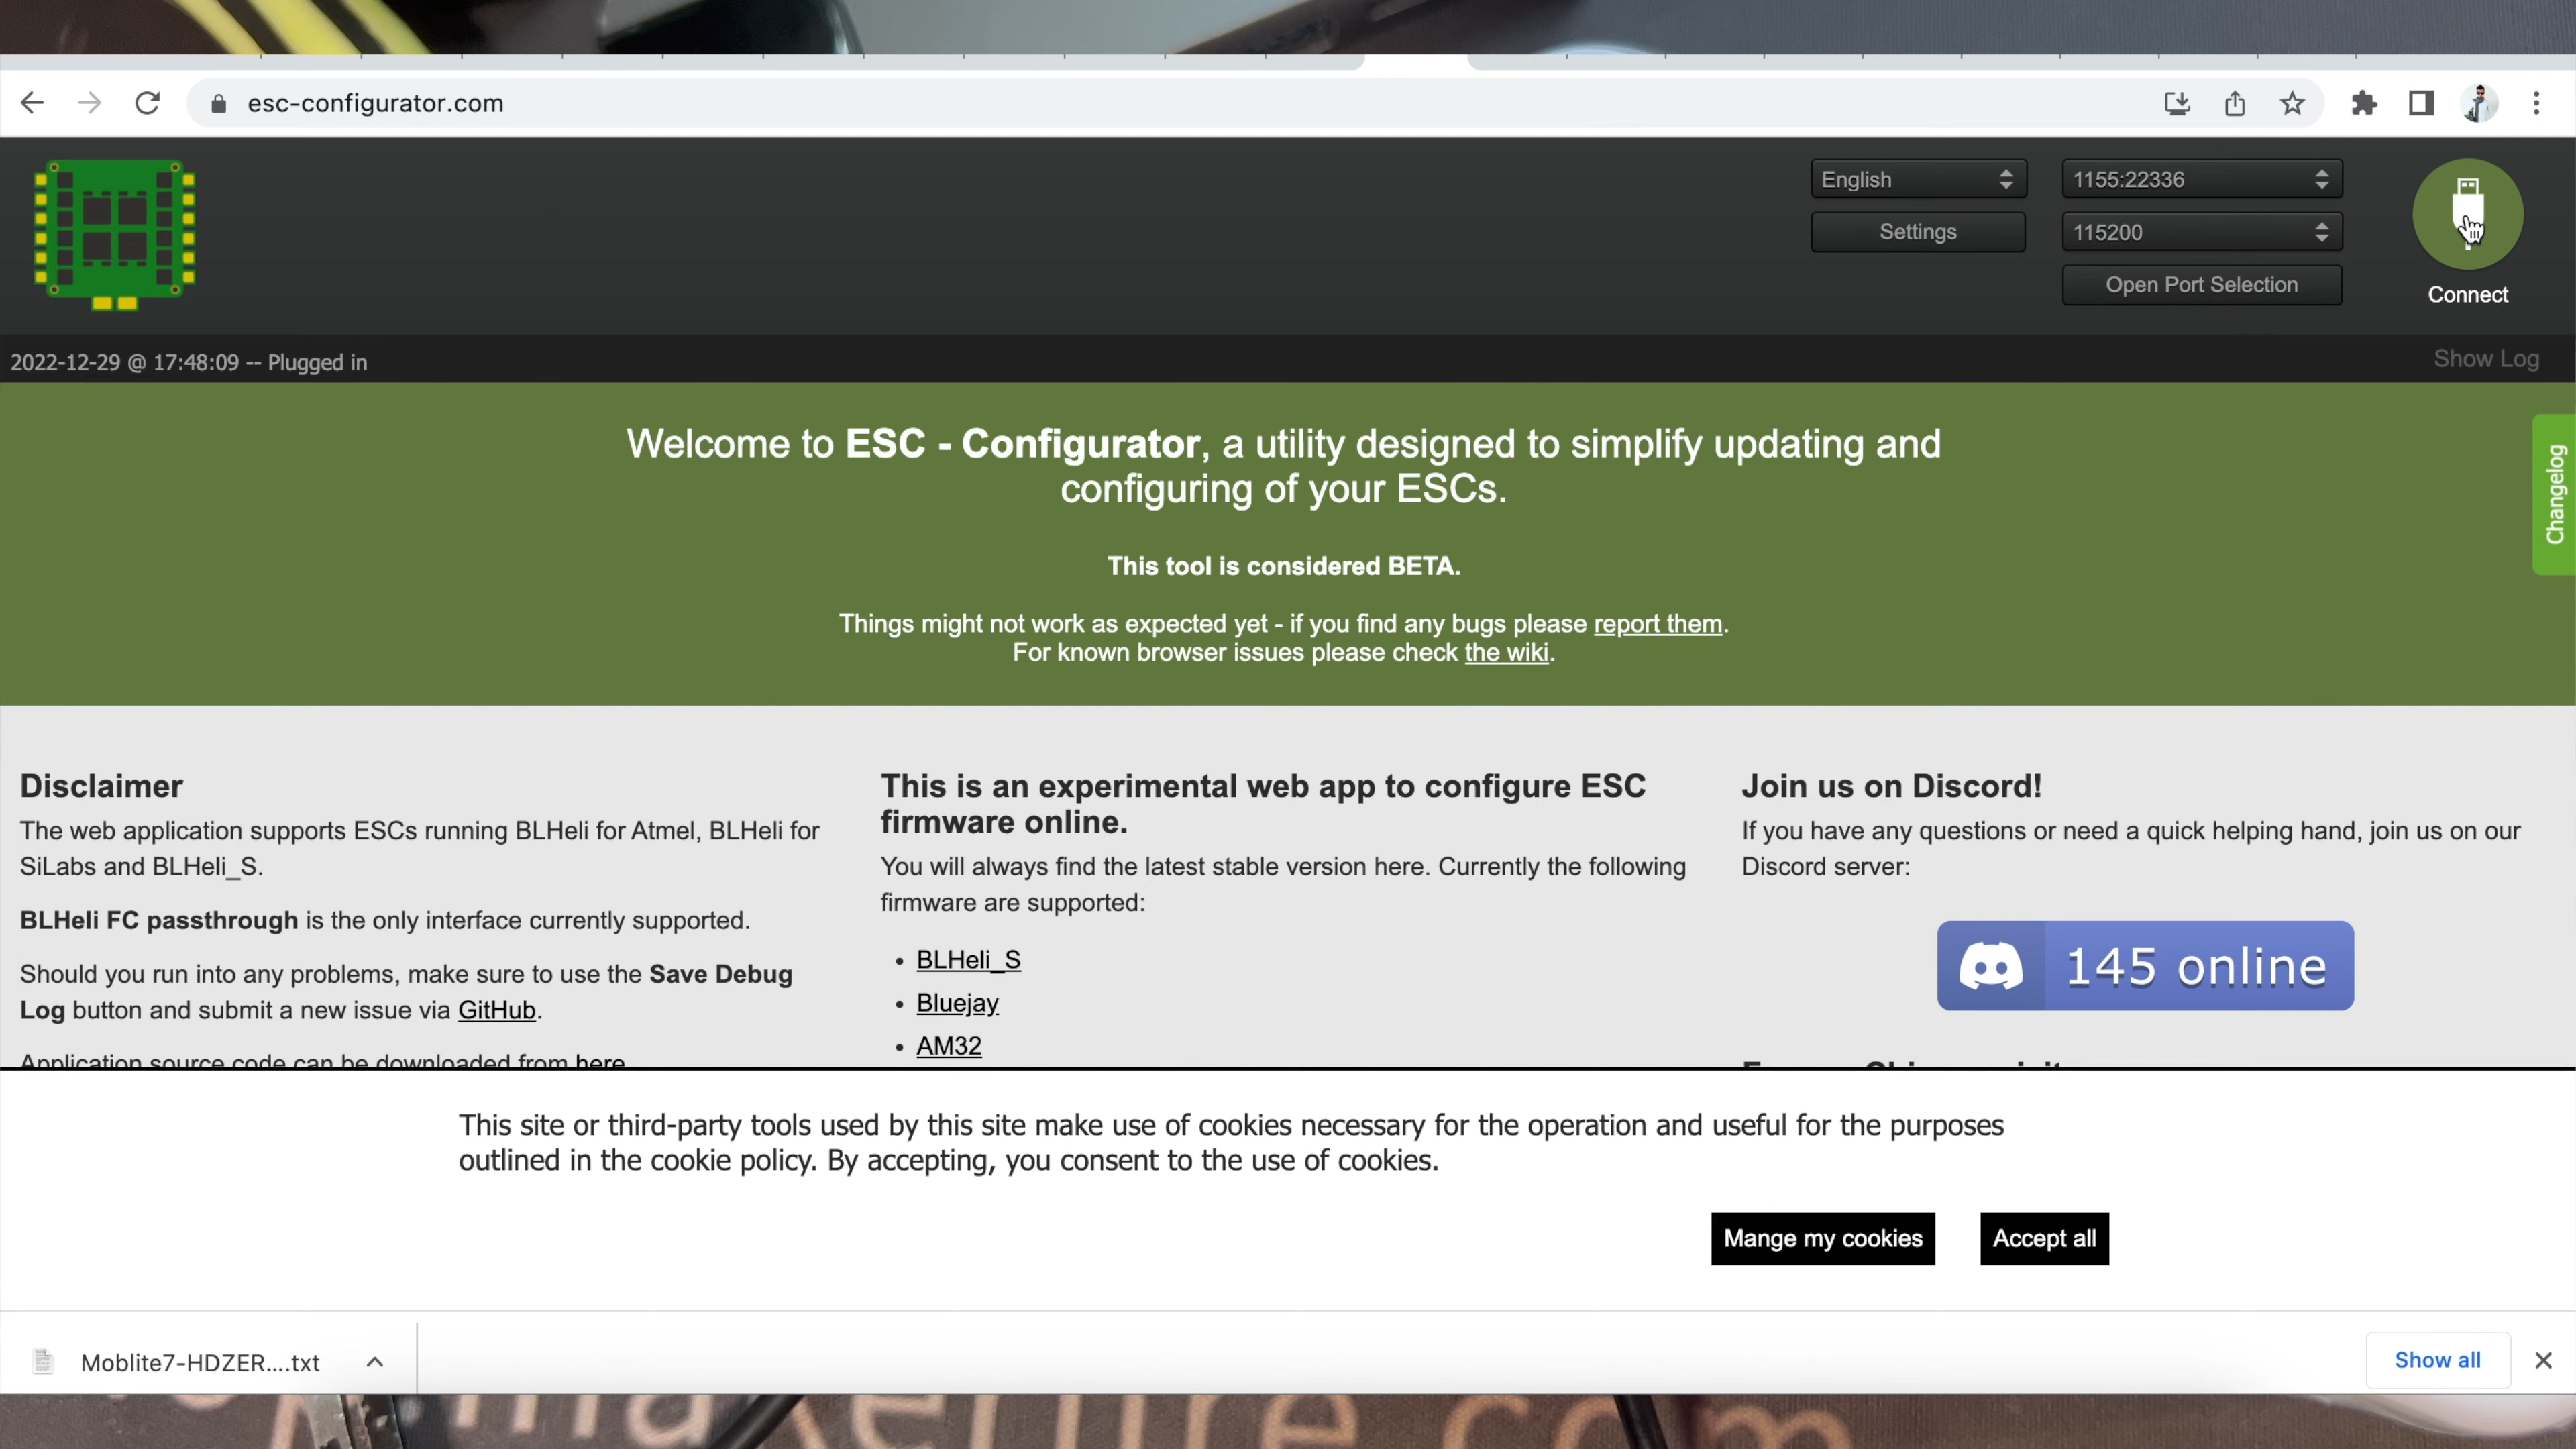 esc-configurator.com
English
1155:22336
Settings
115200
Open Port Selection
Connect
2022-12-29 @ 17:48:09 -- Plugged in
Show Log
Changelog
Welcome to ESC - Configurator, a utility designed to simplify updating and
configuring of your ESCs.
This tool is considered BETA.
Things might not work as expected yet - if you find any bugs please report them.
For known browser issues please check the wiki.
Disclaimer
The web application supports ESCs running BLHeli for Atmel, BLHeli for
SiLabs and BLHeli_S.
BLHeli FC passthrough is the only interface currently supported.
Should you run into any problems, make sure to use the Save Debug
Log button and submit a new issue via GitHub.
Application source code can be downloaded from here
This is an experimental web app to configure ESC
firmware online.
You will always find the latest stable version here. Currently the following
firmware are supported:
• BLHeli_S
• Bluejay
• AM32
Join us on Discord!
If you have any questions or need a quick helping hand, join us on our
Discord server:
145 online
This site or third-party tools used by this site make use of cookies necessary for the operation and useful for the purposes
outlined in the cookie policy. By accepting, you consent to the use of cookies.
Mange my cookies
Accept all
Moblite7-HDZER....txt
Show all